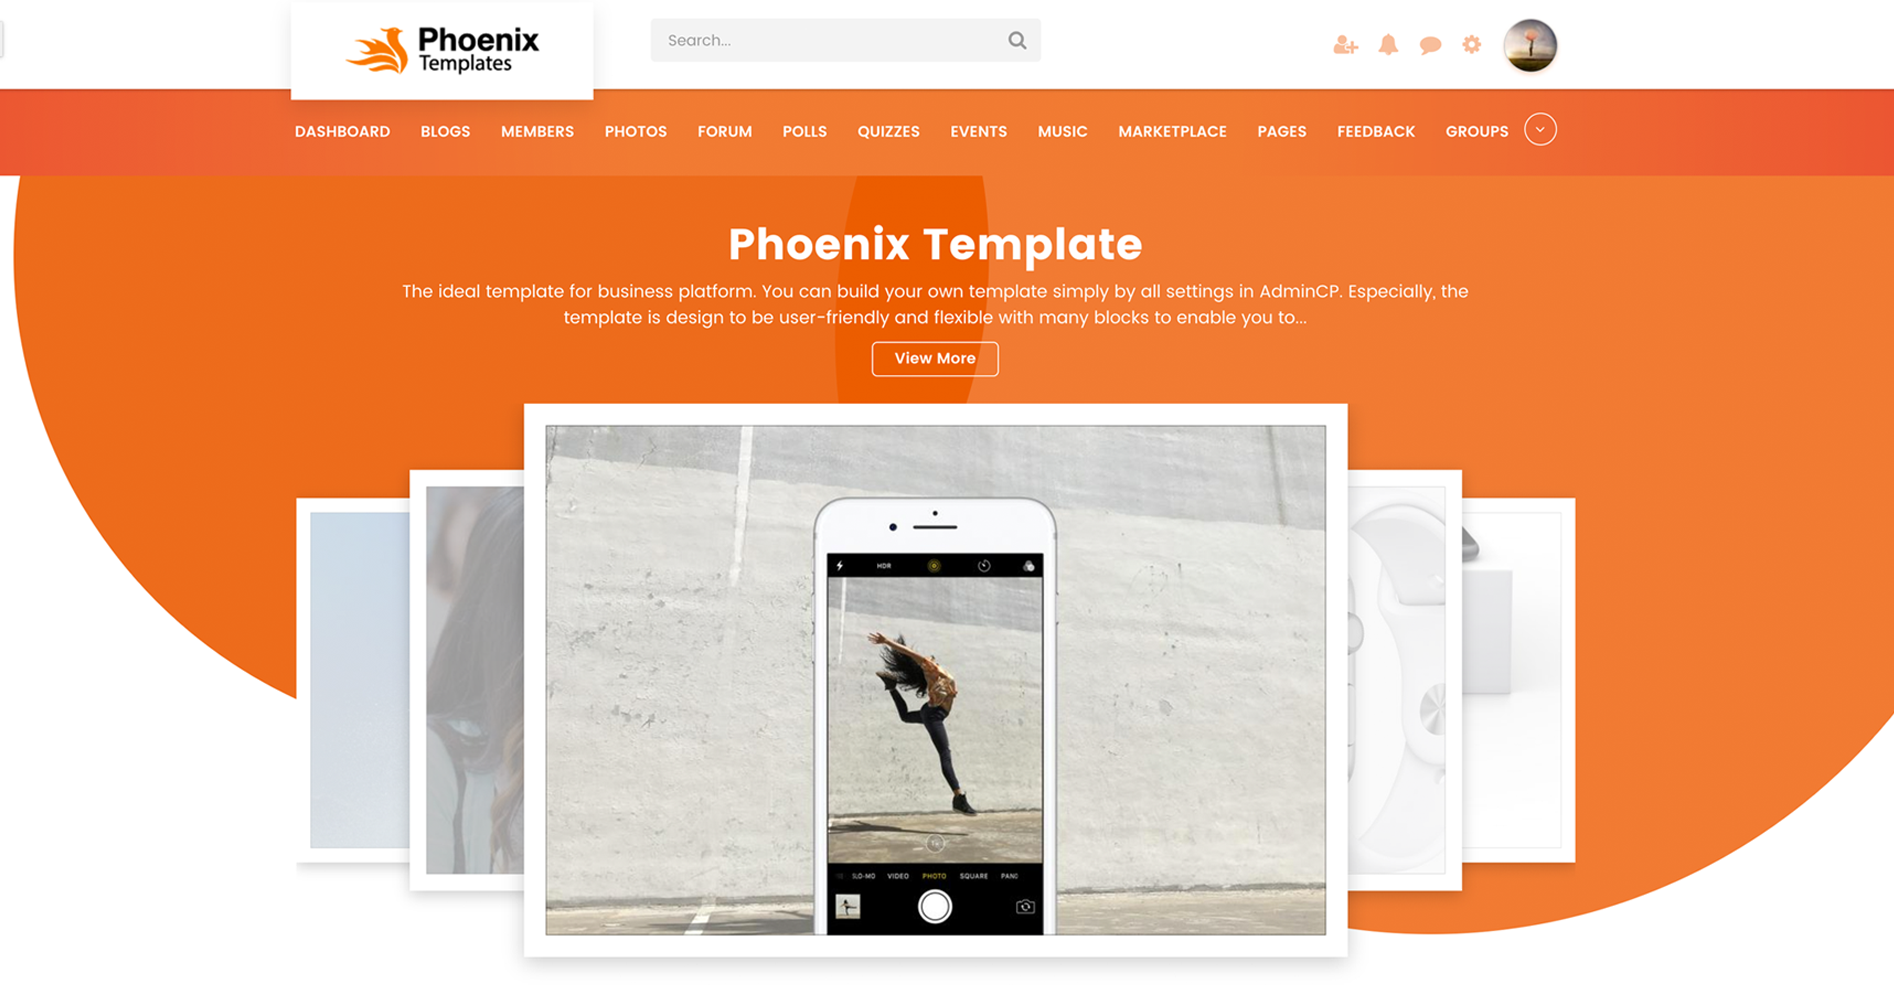 Phoenix
Templates
Search...
DASHBOARD BLOGS MEMBERS PHOTOS FORUM POLLS QUIZZES EVENTS MUSIC MARKETPLACE PAGES FEEDBACK GROUPS
Phoenix Template
The ideal template for business platform. You can build your own template simply by all settings in AdminCP. Especially, the
template is design to be user-friendly and flexible with many blocks to enable you to...
View More
HDR
SLO-MO VIDEO PHOTO SQUARE PANO